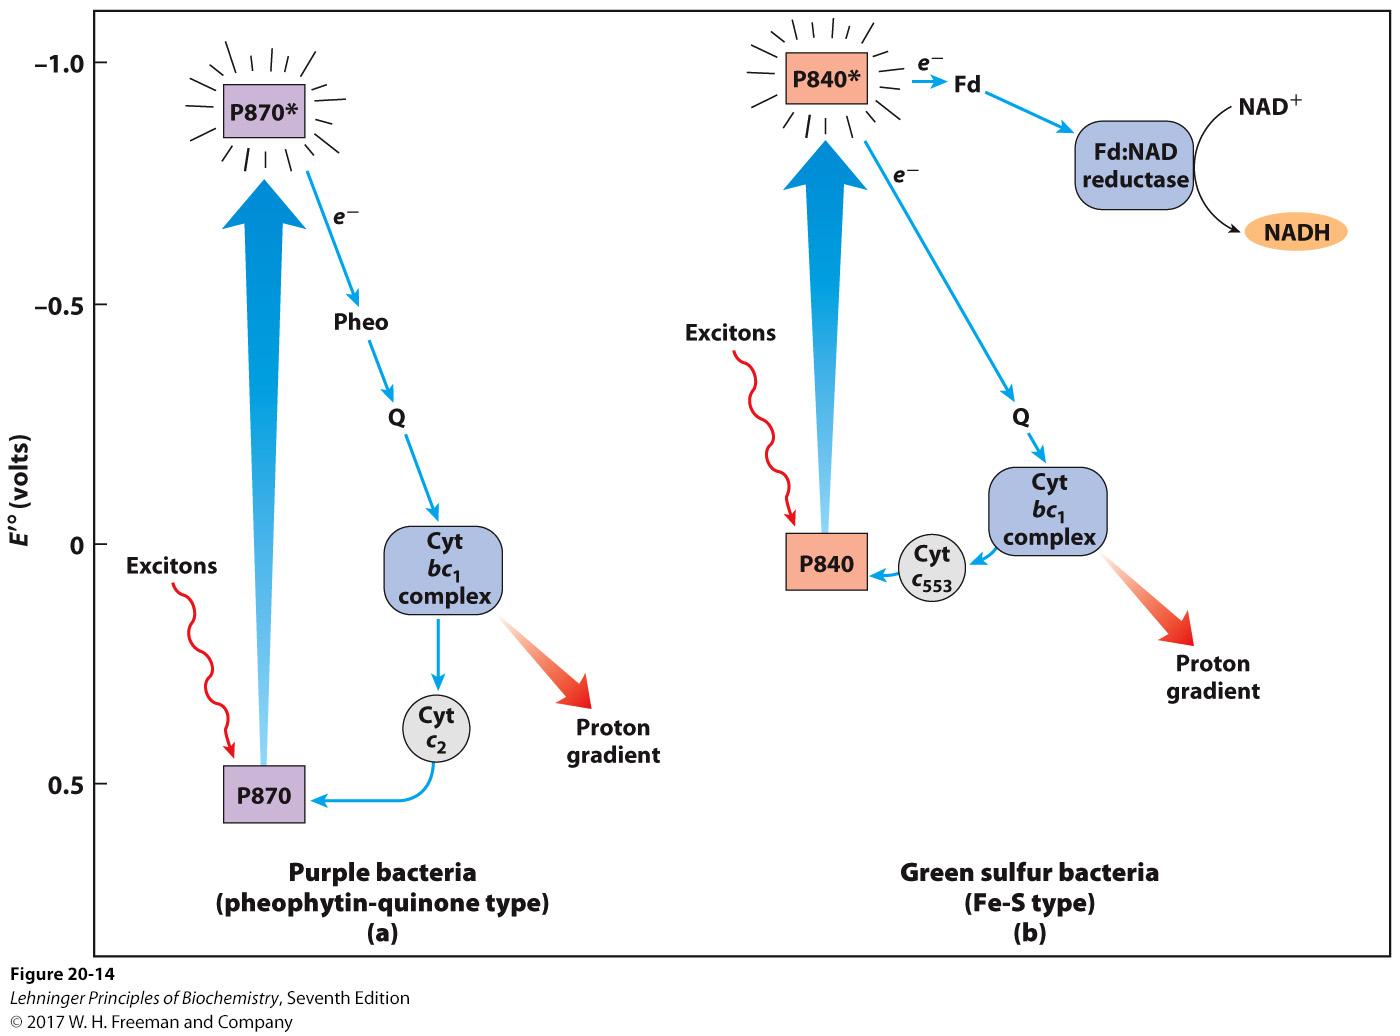 –1.0
–0.5
0
0.5
E′° (volts)
P870*
e–
Pheo
Q
Cyt
bc1
complex
Excitons
Cyt
c2
P870
Proton
gradient
Purple bacteria
(pheophytin-quinone type)
(a)
P840*
e–
Fd
NAD+
Fd:NAD
reductase
NADH
e–
Excitons
Q
Cyt
bc1
complex
Cyt
c553
P840
Proton
gradient
Green sulfur bacteria
(Fe-S type)
(b)
Figure 20-14
Lehninger Principles of Biochemistry, Seventh Edition
© 2017 W. H. Freeman and Company